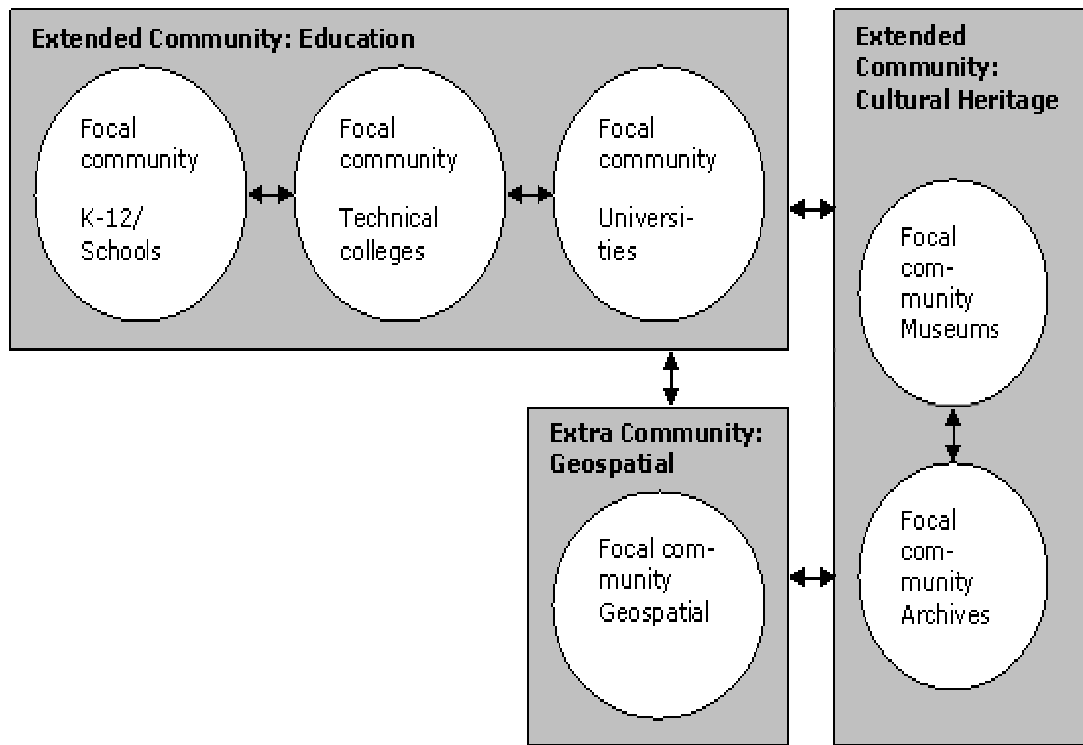 Extended Community: Education
Focal
community
K-12/
Schools
Focal
community
Technical
colleges
Focal
community
Universi-
ties
Extended
Community:
Cultural Heritage
Focal
com-
munity
Museums
Extra Community:
Geospatial
Focal com-
munity
Geospatial
Focal
com-
munity
Archives